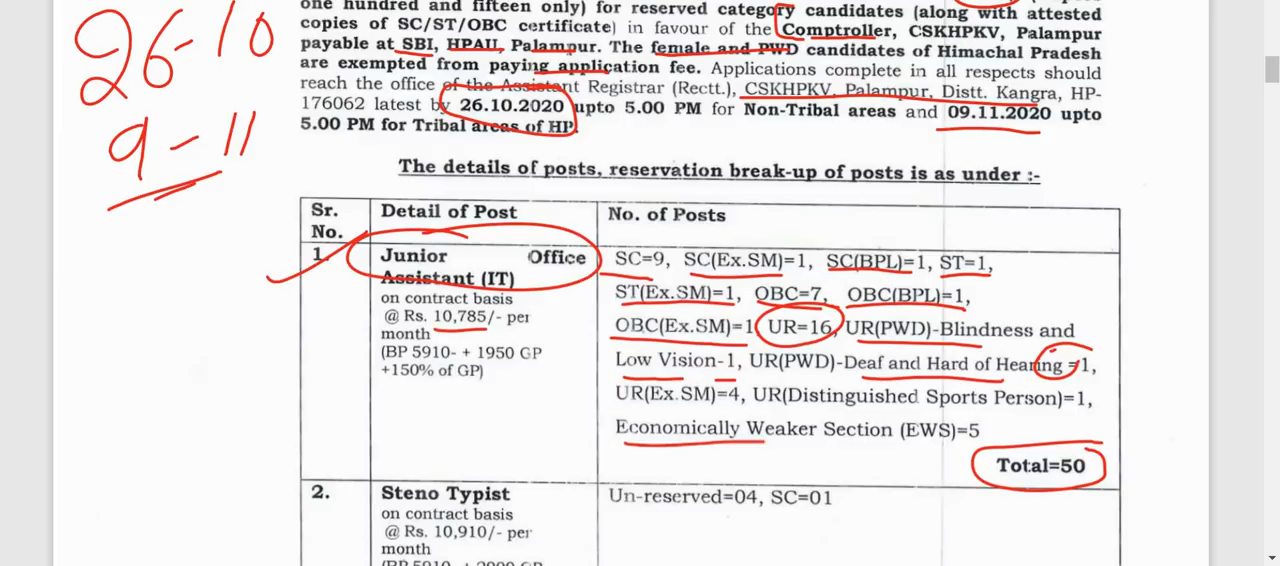 one hundred and fifteen only) for reserved category candidates (along with attested
copies of SC/ST/OBC certificate) in favour of the Comptroller, CSKHPKV, Palampur
payable at SBI, HPAU, Palampur. The female and PWD candidates of Himachal Pradesh
are exempted from paying application fee. Applications complete in all respects should
reach the office of the Assistant Registrar (Rectt.), CSKHPKV, Palampur, Distt. Kangra, HP-
176062 latest by 26.10.2020 upto 5.00 PM for Non-Tribal areas and 09.11.2020 upto
5.00 PM for Tribal areas of HP.
26-10
9-11
The details of posts, reservation break-up of posts is as under :-
Sr. No. Detail of Post No. of Posts
1. Junior Office Assistant (IT)
on contract basis
@ Rs. 10,785/- per
month
(BP 5910- + 1950 GP
+150% of GP)
SC=9, SC(Ex.SM)=1, SC(BPL)=1, ST=1,
ST(Ex.SM)=1, OBC=7, OBC(BPL)=1,
OBC(Ex.SM)=1 UR=16, UR(PWD)-Blindness and
Low Vision-1, UR(PWD)-Deaf and Hard of Hearing =1,
UR(Ex.SM)=4, UR(Distinguished Sports Person)=1,
Economically Weaker Section (EWS)=5
Total=50
2. Steno Typist
on contract basis
@ Rs. 10,910/- per
month
Un-reserved=04, SC=01